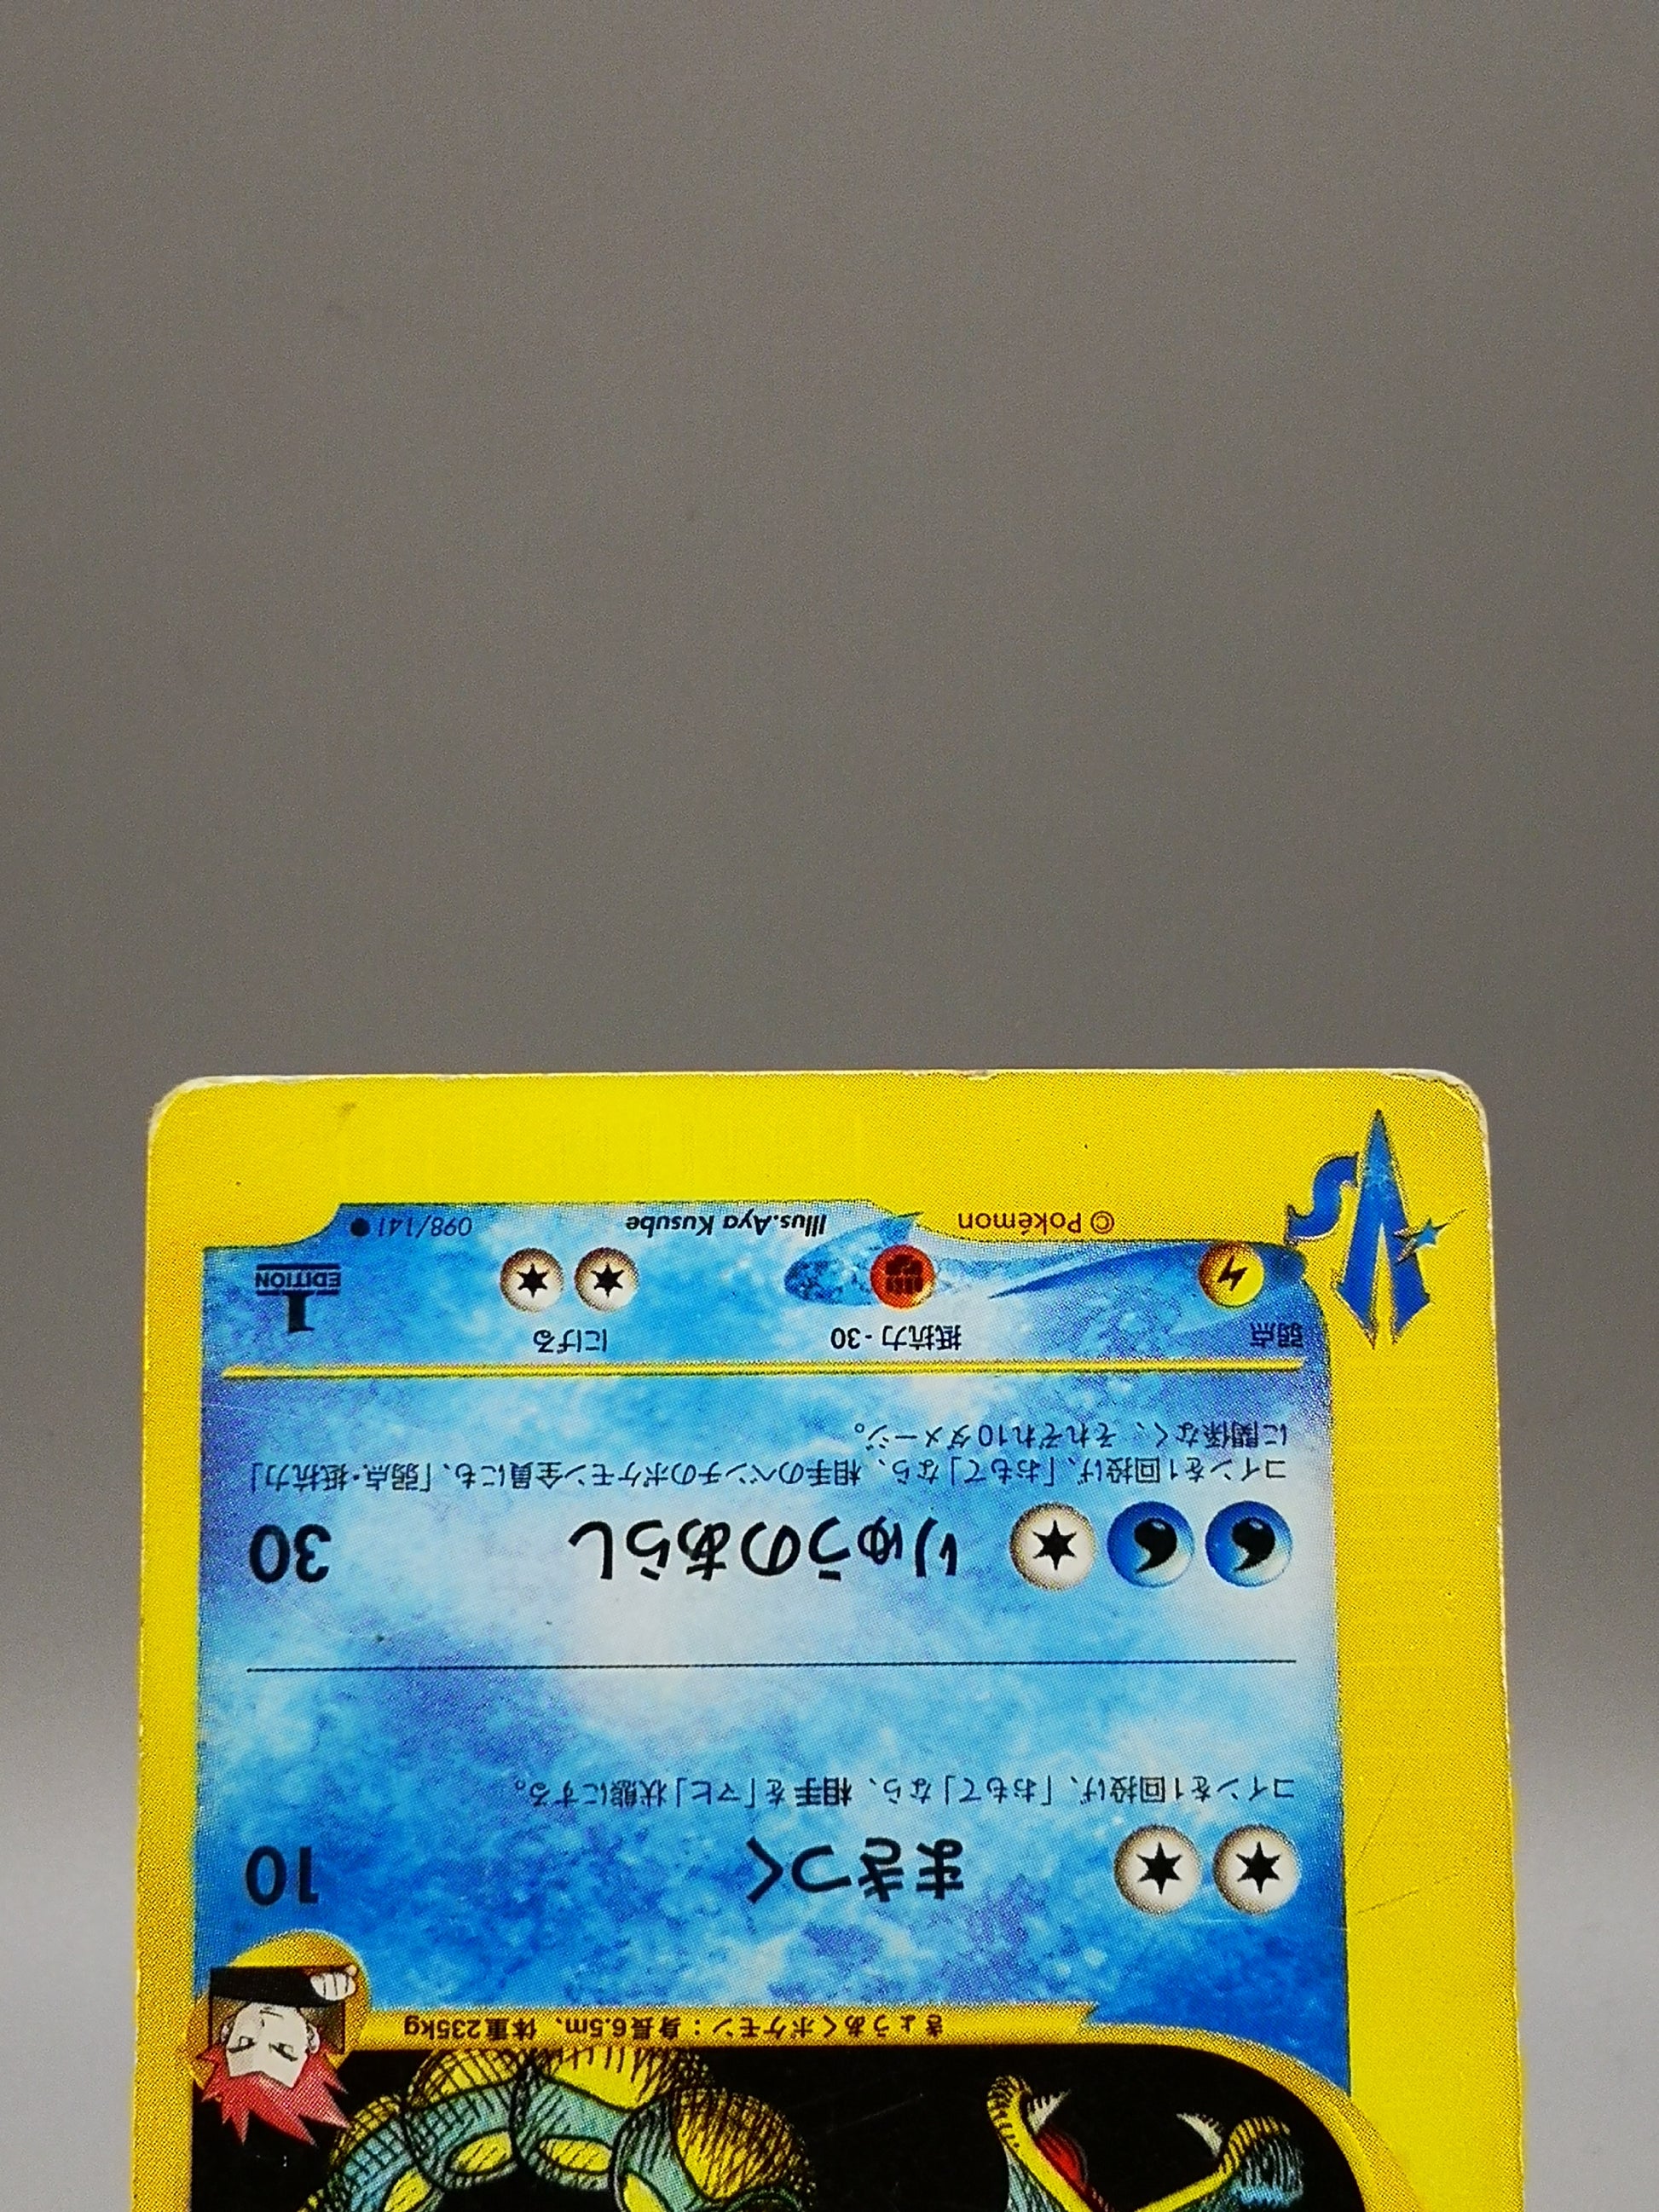 きょうあくポケモン：身長6.5m、体重235kg
まきつく 10
コインを1回投げ、「おもて」なら、相手を「マヒ」状態にする。
りゅうのあらし 30
コインを1回投げ、「おもて」なら、相手のベンチのポケモン全員にも、「弱点・抵抗力」
に関係なく、それぞれ10ダメージ。
弱点 抵抗力 -30 にげる
1
EDITION
VS
© Pokémon Illus.Aya Kusube 098/141 ●